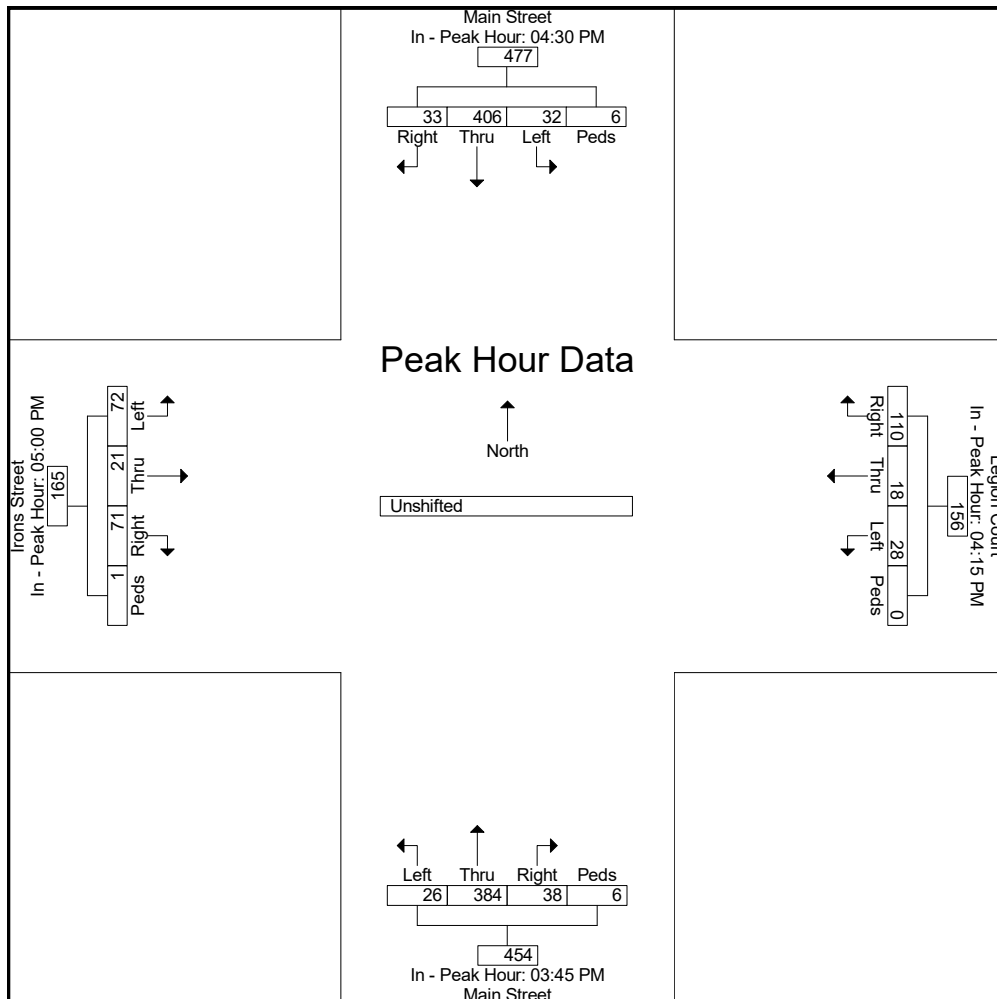 Main Street
In - Peak Hour: 04:30 PM
477
33 406 32 6
Right Thru Left Peds
Peak Hour Data
North
Unshifted
Irons Street
In - Peak Hour: 05:00 PM
165
72 21 71 1
Left Thru Right Peds
Legion Court
In - Peak Hour: 04:15 PM
156
110 18 28 0
Right Thru Left Peds
Left Thru Right Peds
26 384 38 6
454
In - Peak Hour: 03:45 PM
Main Street